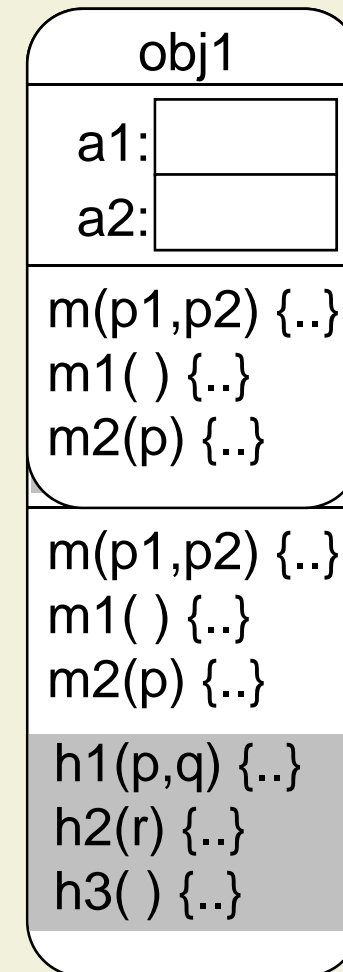 obj1
a1:
a2:
m(p1,p2) {..}
m1( ) {..}
m2(p) {..}
m(p1,p2) {..}
m1( ) {..}
m2(p) {..}
h1(p,q) {..}
h2(r) {..}
h3( ) {..}